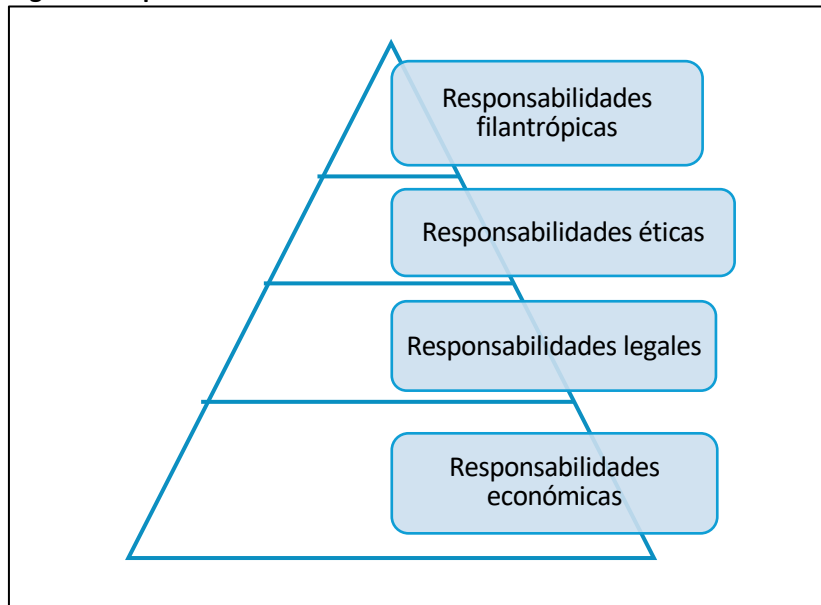 Responsabilidades
filantrópicas
Responsabilidades éticas
Responsabilidades legales
Responsabilidades
económicas